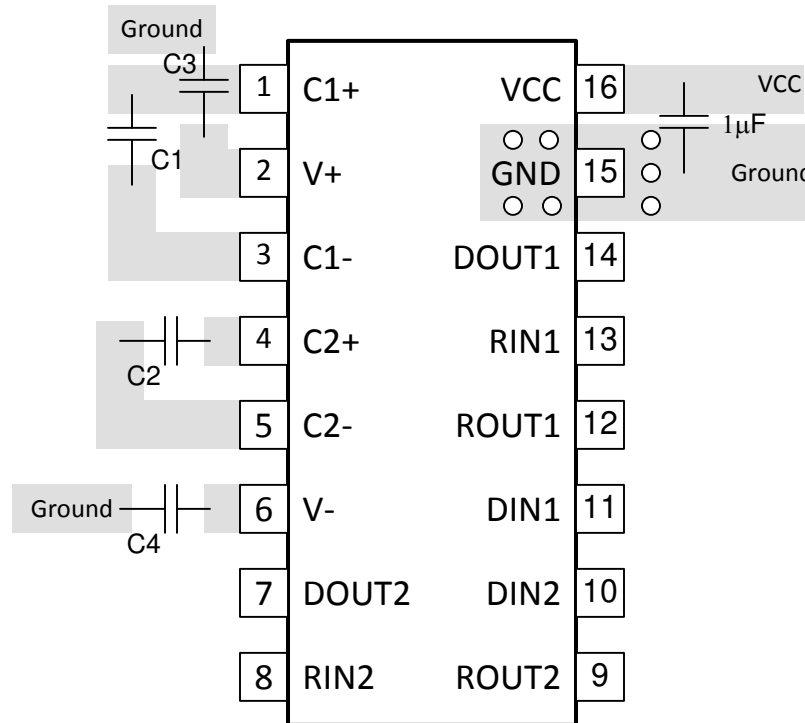 Ground
C3
1 C1+ VCC 16 VCC
C1 1µF
2 V+ GND 15 Ground
3 C1- DOUT1 14
4 C2+ RIN1 13
C2
5 C2- ROUT1 12
Ground 6 V- DIN1 11
C4
7 DOUT2 DIN2 10
8 RIN2 ROUT2 9